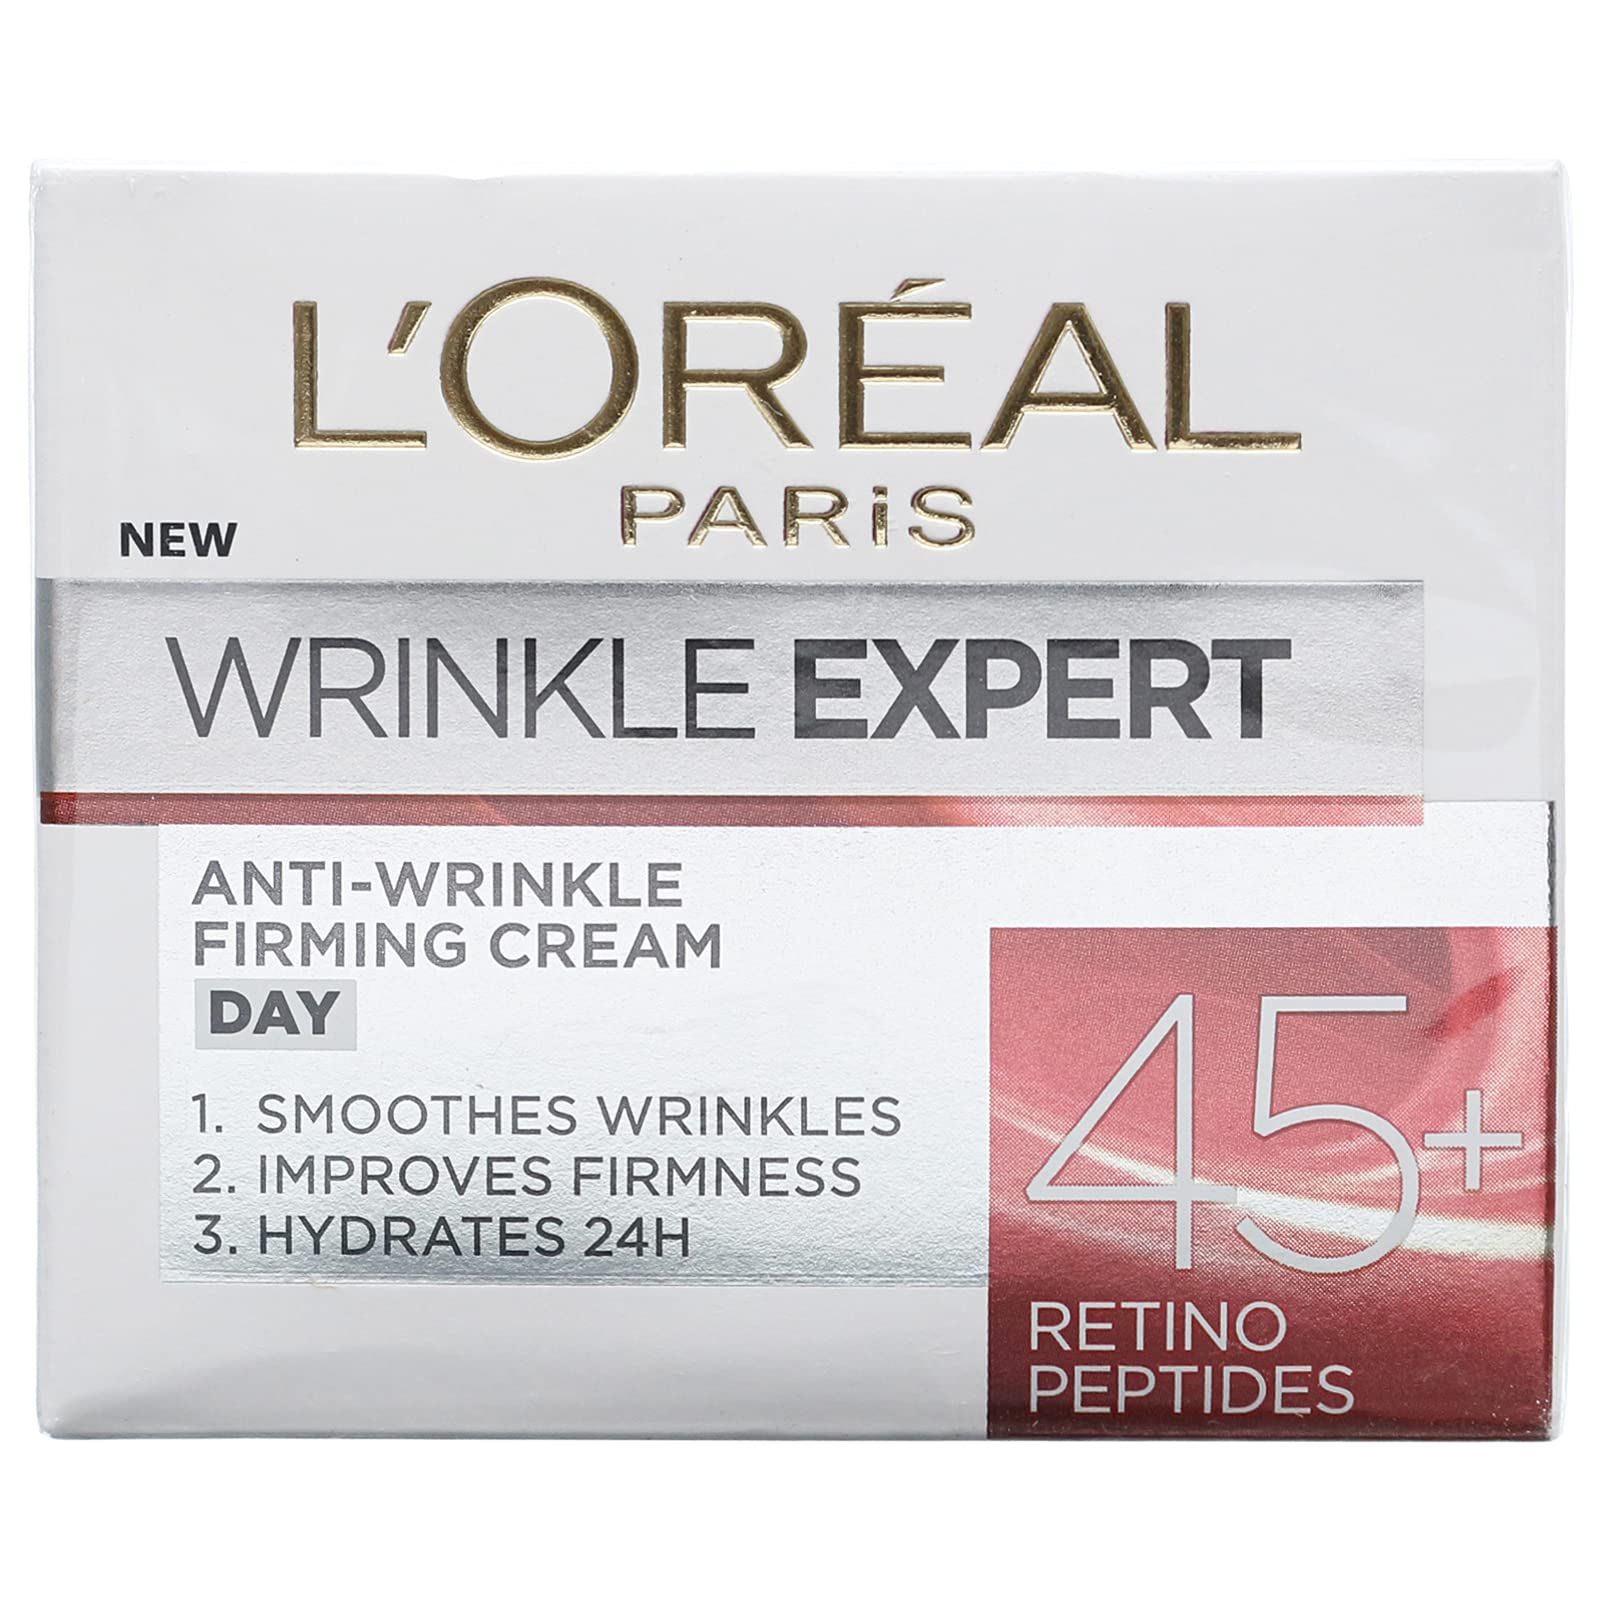 L'ORÉAL
PARiS
NEW
WRINKLE EXPERT
ANTI-WRINKLE
FIRMING CREAM
DAY
1. SMOOTHES WRINKLES
2. IMPROVES FIRMNESS
3. HYDRATES 24H
45+
RETINO
PEPTIDES